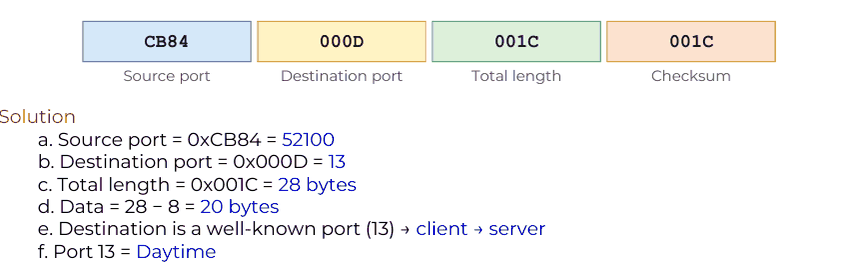 CB84 000D 001C 001C
Source port Destination port Total length Checksum
Solution
a. Source port = 0xCB84 = 52100
b. Destination port = 0x000D = 13
c. Total length = 0x001C = 28 bytes
d. Data = 28 − 8 = 20 bytes
e. Destination is a well-known port (13) → client → server
f. Port 13 = Daytime